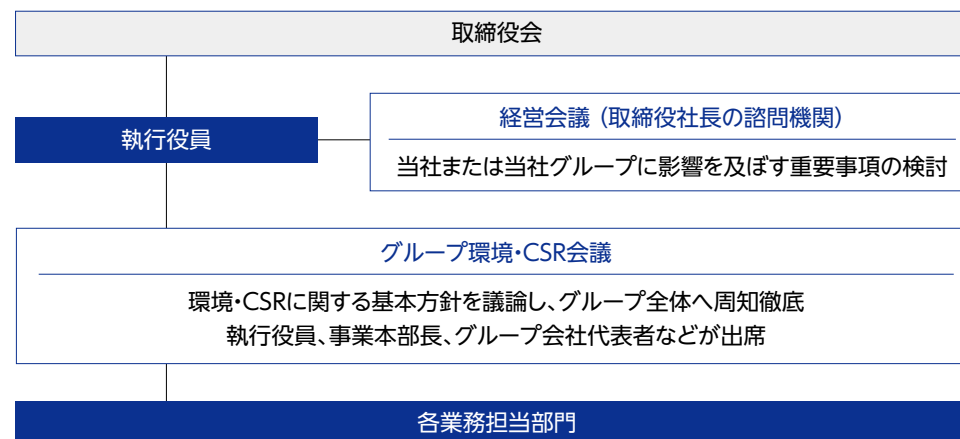 取締役会
執行役員
経営会議（取締役社長の諮問機関）
当社または当社グループに影響を及ぼす重要事項の検討
グループ環境・CSR会議
環境・CSRに関する基本方針を議論し、グループ全体へ周知徹底
執行役員、事業本部長、グループ会社代表者などが出席
各業務担当部門